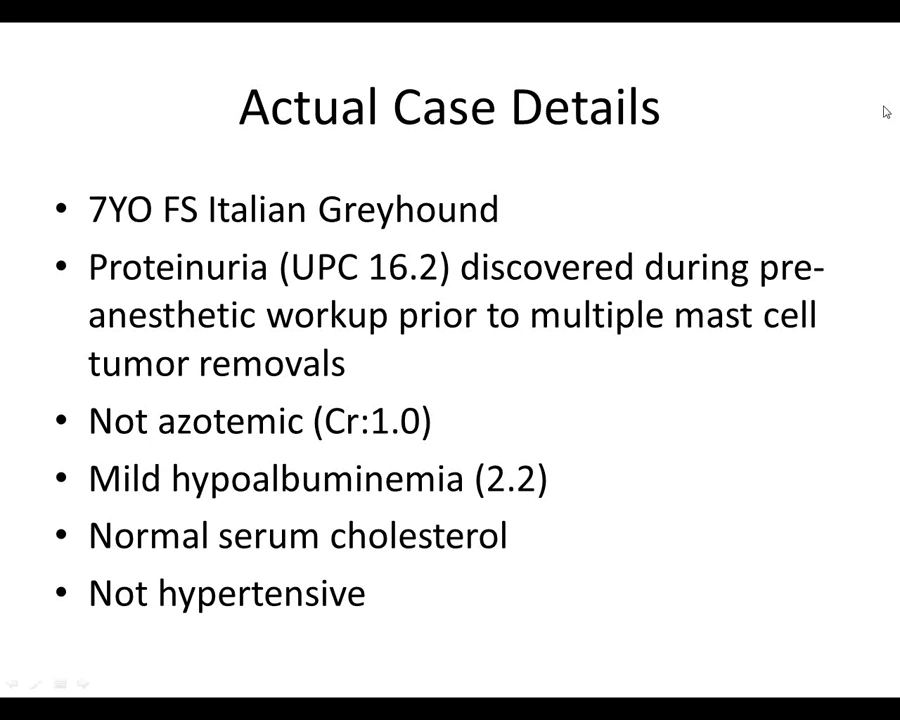 Actual Case Details
• 7YO FS Italian Greyhound
• Proteinuria (UPC 16.2) discovered during pre-
anesthetic workup prior to multiple mast cell
tumor removals
• Not azotemic (Cr:1.0)
• Mild hypoalbuminemia (2.2)
• Normal serum cholesterol
• Not hypertensive